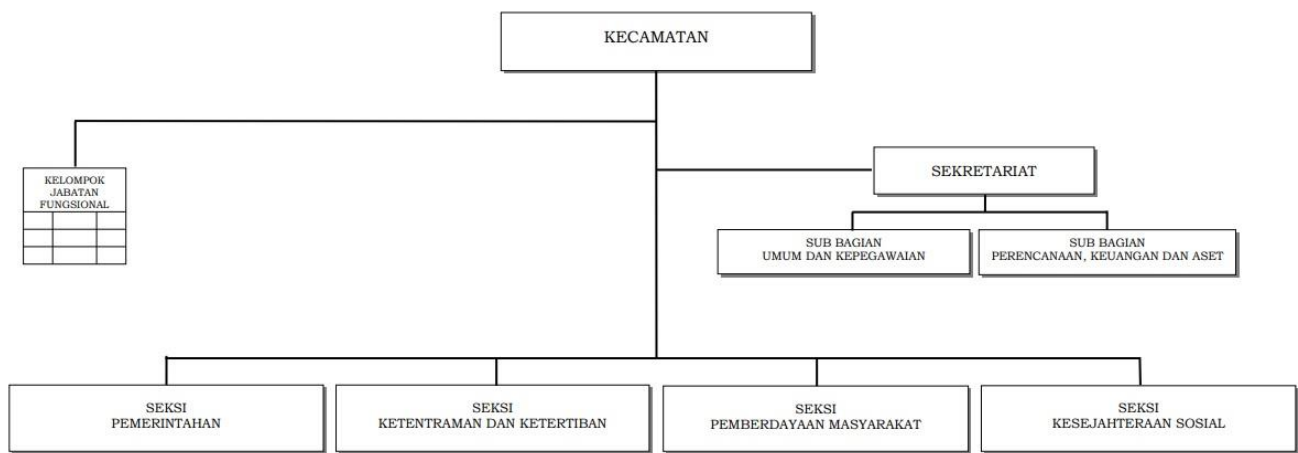 KECAMATAN
KELOMPOK
JABATAN
FUNGSIONAL
SEKRETARIAT
SUB BAGIAN
UMUM DAN KEPEGAWAIAN
SUB BAGIAN
PERENCANAAN, KEUANGAN DAN ASET
SEKSI
PEMERINTAHAN
SEKSI
KETENTRAMAN DAN KETERTIBAN
SEKSI
PEMBERDAYAAN MASYARAKAT
SEKSI
KESEJAHTERAAN SOSIAL